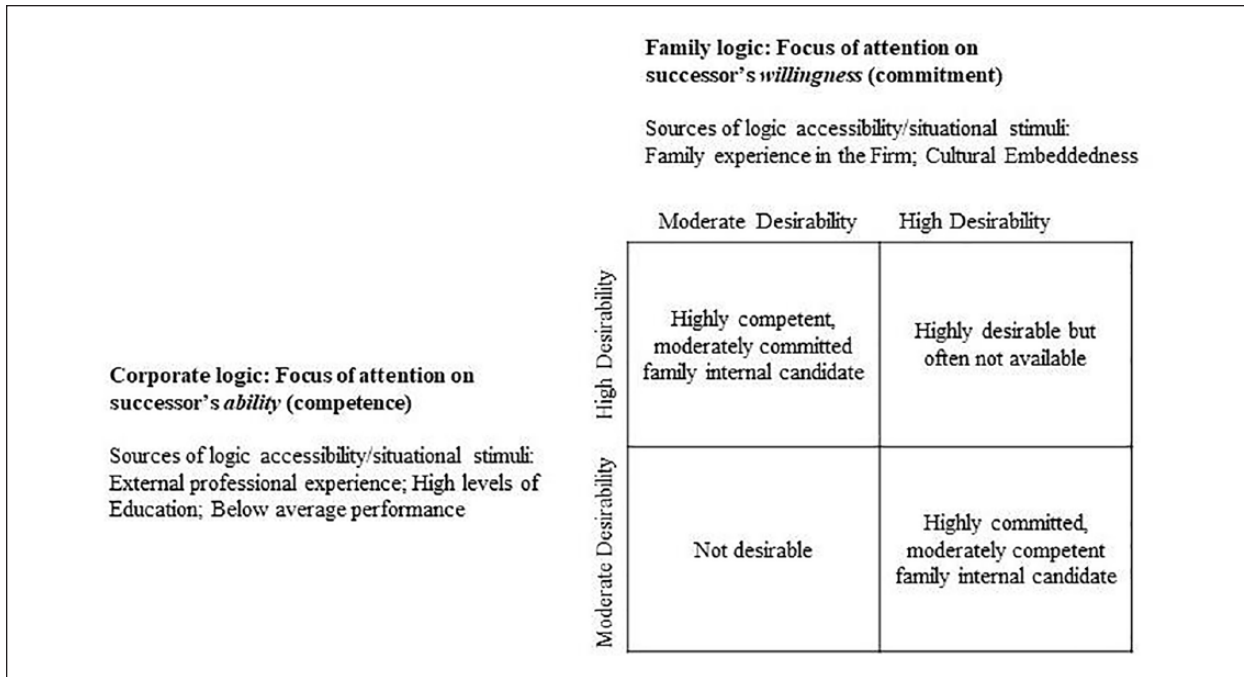 Family logic: Focus of attention on
successor's willingness (commitment)
Sources of logic accessibility/situational stimuli:
Family experience in the Firm; Cultural Embeddedness
Moderate Desirability
High Desirability
High Desirability
Highly competent,
moderately committed
family internal candidate
Highly desirable but
often not available
Corporate logic: Focus of attention on
successor's ability (competence)
Sources of logic accessibility/situational stimuli:
External professional experience; High levels of
Education; Below average performance
Moderate Desirability
Not desirable
Highly committed,
moderately competent
family internal candidate